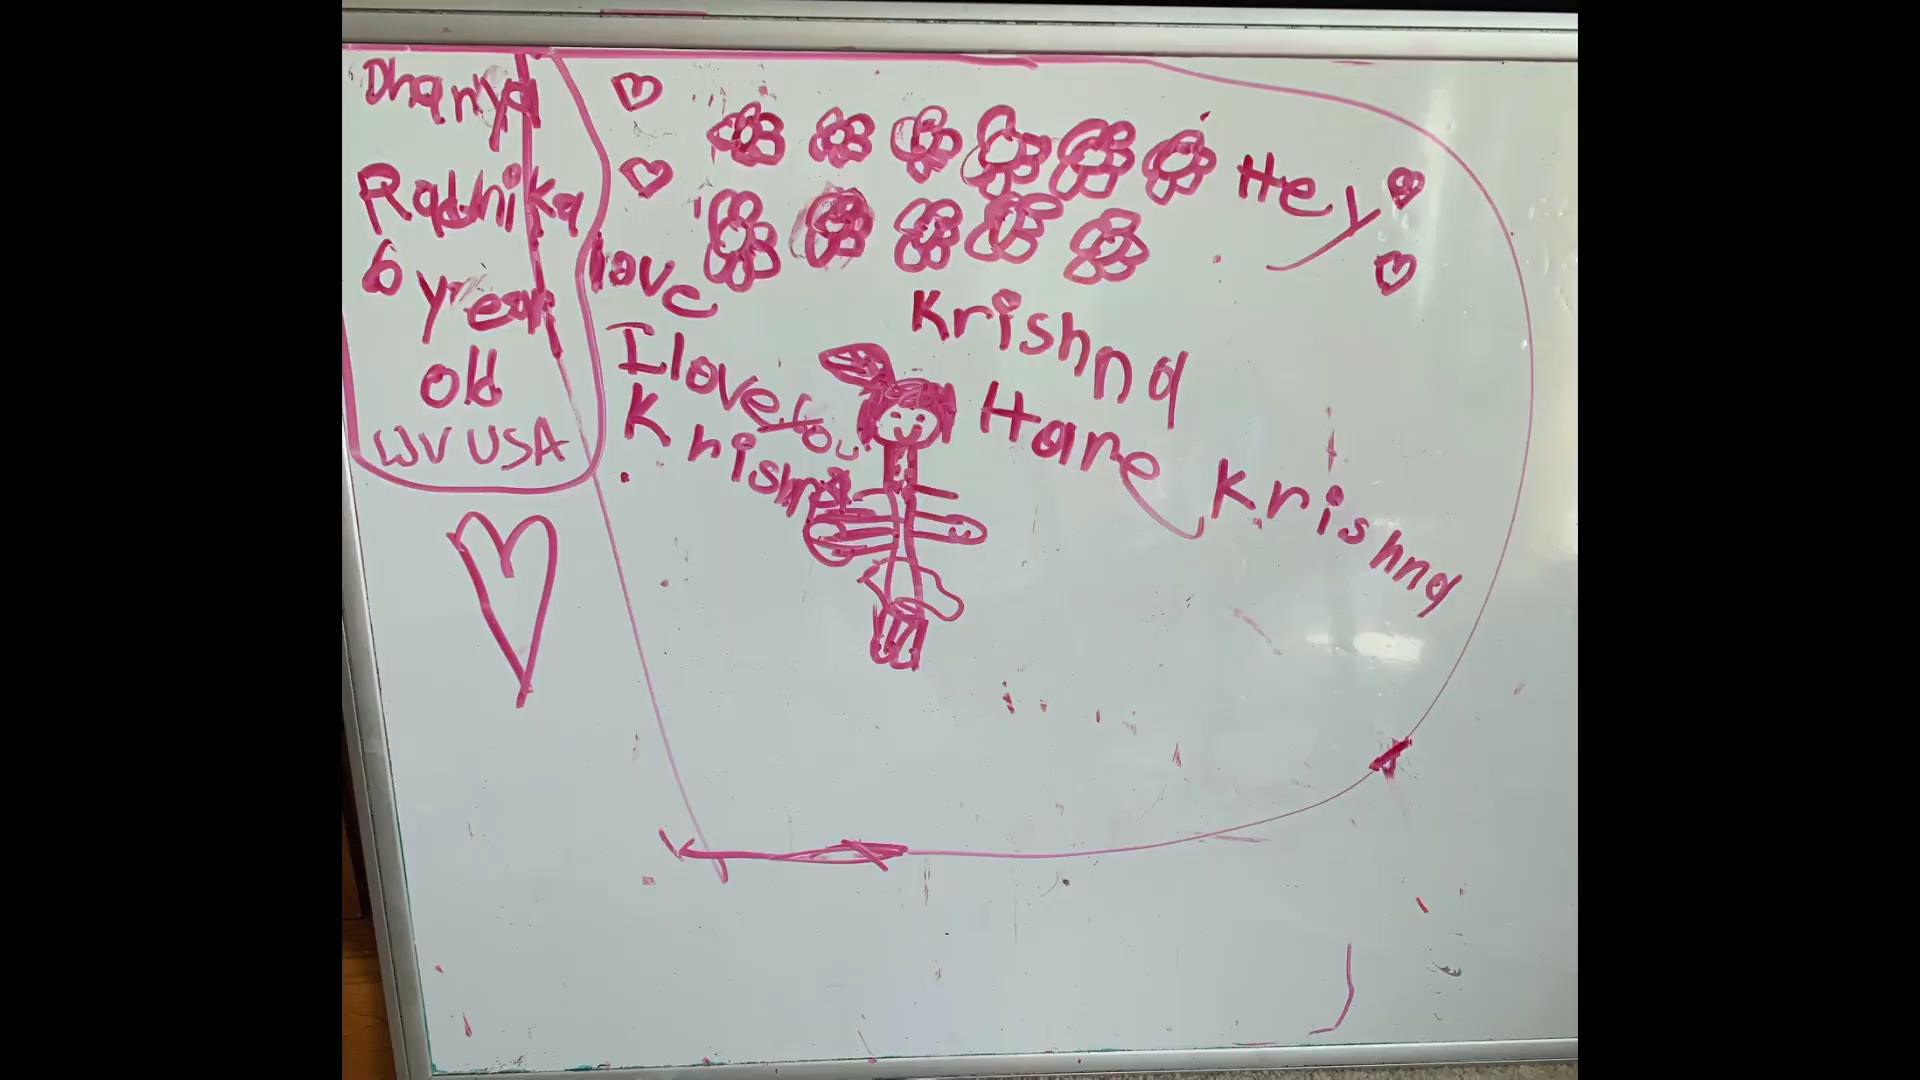 Dhanya
Radhika
6 year
old
WV USA
Hey
love
Krishna
I love you
Krishna
Hare
Krishna